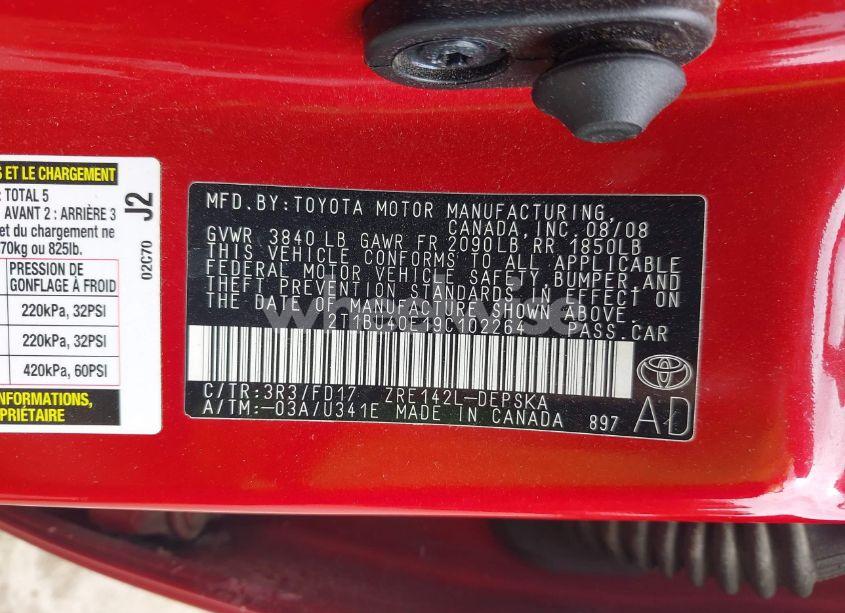 S ET LE CHARGEMENT
: TOTAL 5
AVANT 2 : ARRIÈRE 3
et du chargement ne
70kg ou 825lb.
PRESSION DE
GONFLAGE À FROID
220kPa, 32PSI
220kPa, 32PSI
420kPa, 60PSI
INFORMATIONS,
PRIÉTAIRE
J2
02C70
MFD.BY:TOYOTA MOTOR MANUFACTURING,
CANADA, INC. 08/08
GVWR 3840 LB GAWR FR 2090LB RR 1850LB
THIS VEHICLE CONFORMS TO ALL APPLICABLE
FEDERAL MOTOR VEHICLE SAFETY, BUMPER, AND
THEFT PREVENTION STANDARDS IN EFFECT ON
THE DATE OF MANUFACTURE SHOWN ABOVE.
2T1BU40E19C102264 PASS.CAR
C/TR:3R3/FD17 ZRE142L-DEPSKA
A/TM:-03A/U341E MADE IN CANADA 897
TOYOTA
AD